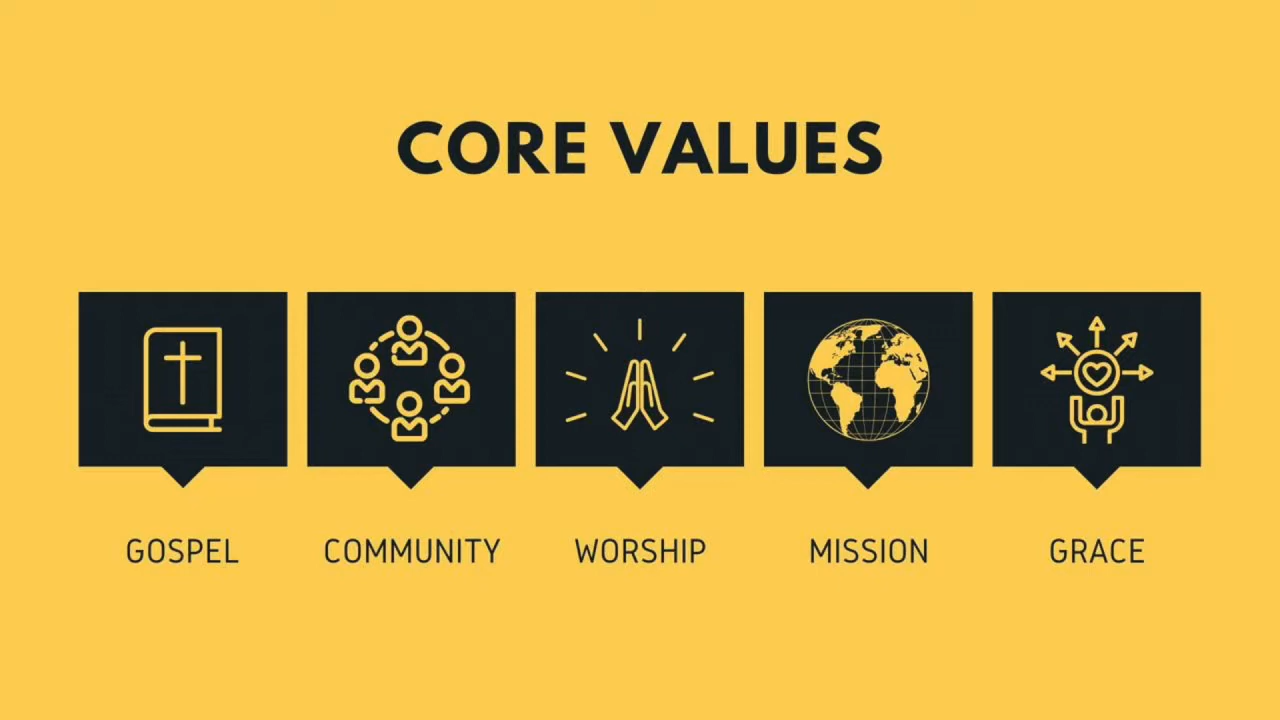 CORE VALUES
GOSPEL
COMMUNITY
WORSHIP
MISSION
GRACE